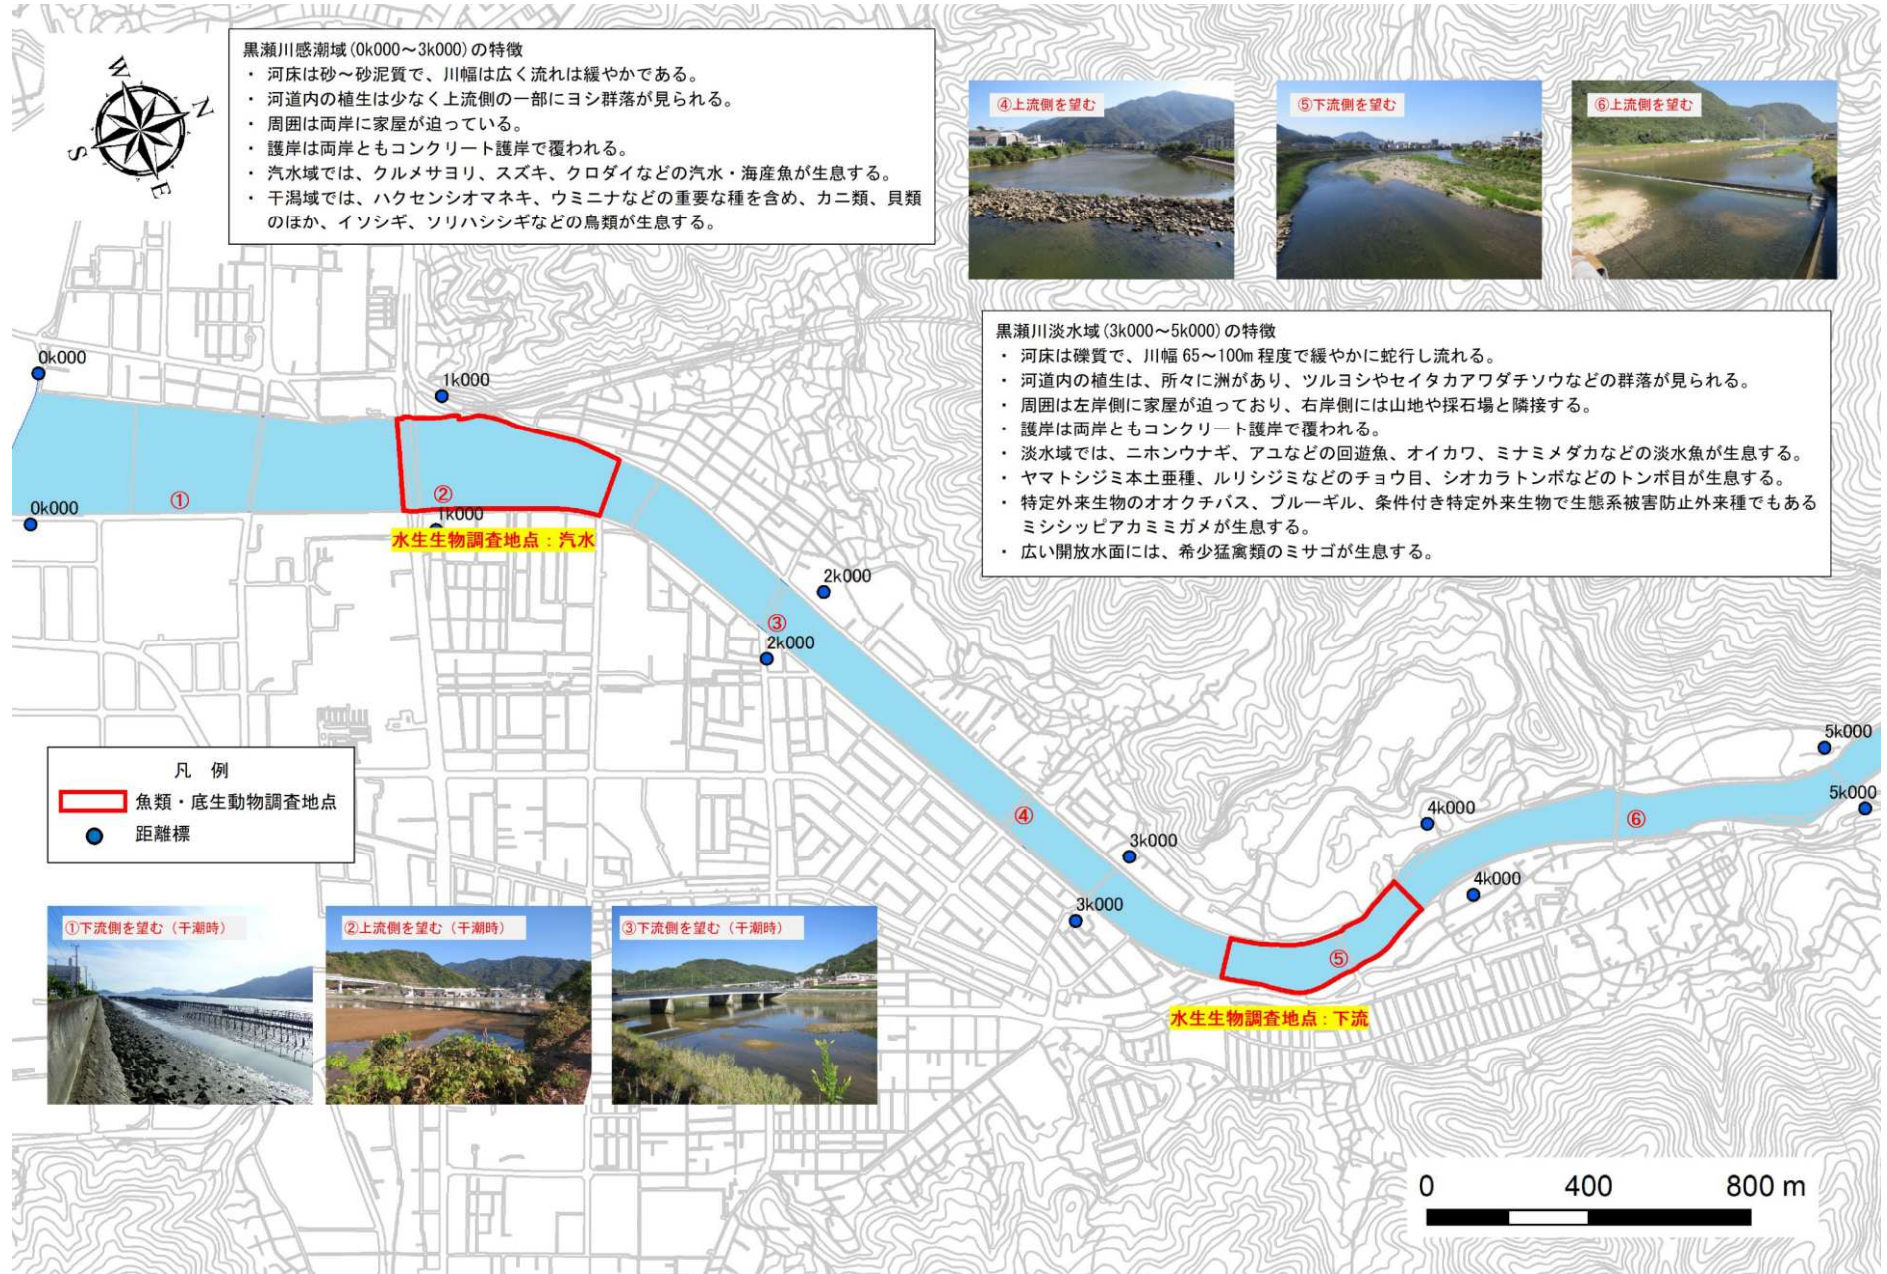 黒瀬川感潮域(0k000～3k000)の特徴
・ 河床は砂～砂泥質で、川幅は広く流れは緩やかである。
・ 河道内の植生は少なく上流側の一部にヨシ群落が見られる。
・ 周囲は両岸に家屋が迫っている。
・ 護岸は両岸ともコンクリート護岸で覆われる。
・ 汽水域では、クルメサヨリ、スズキ、クロダイなどの汽水・海産魚が生息する。
・ 干潟域では、ハクセンシオマネキ、ウミニナなどの重要な種を含め、カニ類、貝類
のほか、イソシギ、ソリハシシギなどの鳥類が生息する。
W
N
S
E
④上流側を望む
⑤下流側を望む
⑥上流側を望む
黒瀬川淡水域(3k000～5k000)の特徴
・ 河床は礫質で、川幅 65～100m 程度で緩やかに蛇行し流れる。
・ 河道内の植生は、所々に洲があり、ツルヨシやセイタカアワダチソウなどの群落が見られる。
・ 周囲は左岸側に家屋が迫っており、右岸側には山地や採石場と隣接する。
・ 護岸は両岸ともコンクリート護岸で覆われる。
・ 淡水域では、ニホンウナギ、アユなどの回遊魚、オイカワ、ミナミメダカなどの淡水魚が生息する。
・ ヤマトシジミ本土亜種、ルリシジミなどのチョウ目、シオカラトンボなどのトンボ目が生息する。
・ 特定外来生物のオオクチバス、ブルーギル、条件付き特定外来生物で生態系被害防止外来種でもある
ミシシッピアカミミガメが生息する。
・ 広い開放水面には、希少猛禽類のミサゴが生息する。
0k000
1k000
①
②
0k000
1k000
水生生物調査地点：汽水
2k000
③
2k000
④
3k000
3k000
4k000
4k000
⑤
⑥
5k000
5k000
水生生物調査地点：下流
凡 例
魚類・底生動物調査地点
距離標
①下流側を望む（干潮時）
②上流側を望む（干潮時）
③下流側を望む（干潮時）
0 400 800 m